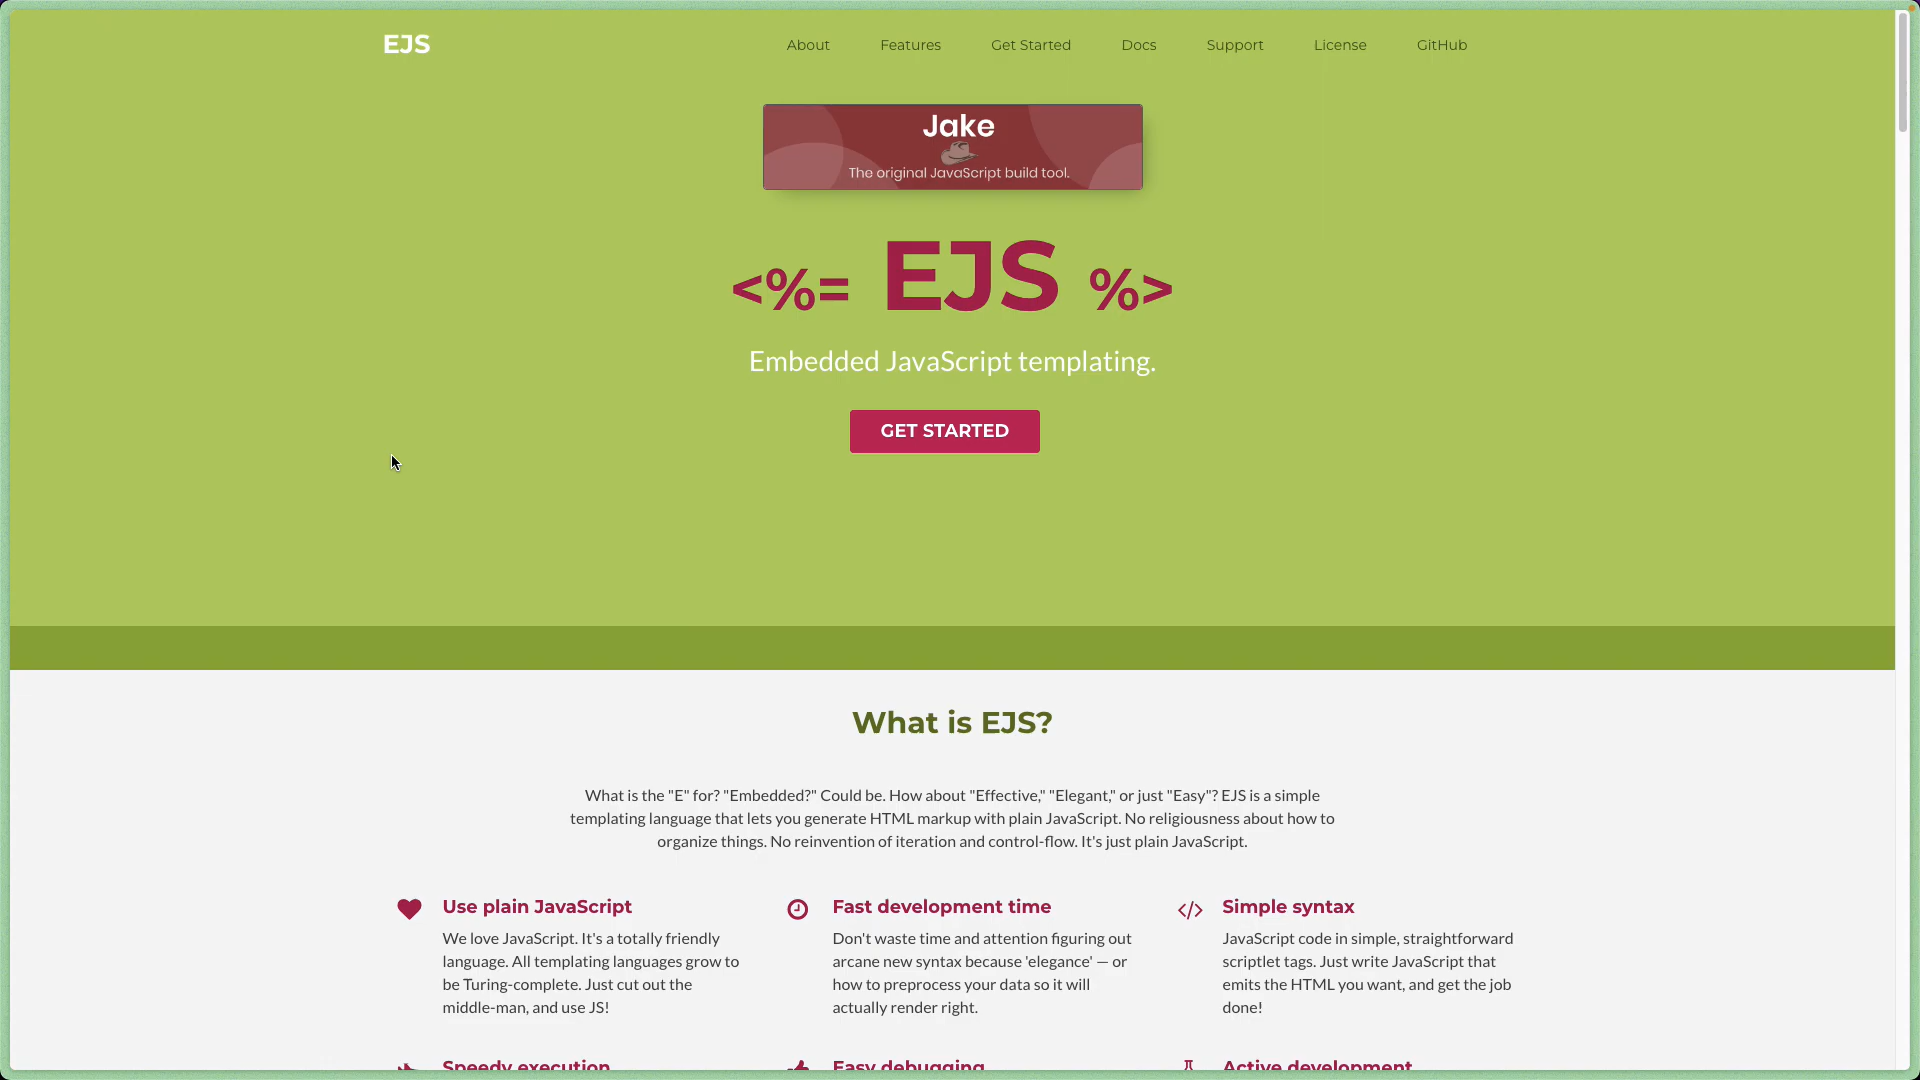 EJS
About Features Get Started Docs Support License GitHub
Jake
The original JavaScript build tool.
<%= EJS %>
Embedded JavaScript templating.
GET STARTED
What is EJS?
What is the "E" for? "Embedded?" Could be. How about "Effective," "Elegant," or just "Easy"? EJS is a simple
templating language that lets you generate HTML markup with plain JavaScript. No religiousness about how to
organize things. No reinvention of iteration and control-flow. It's just plain JavaScript.
Use plain JavaScript
We love JavaScript. It's a totally friendly
language. All templating languages grow to
be Turing-complete. Just cut out the
middle-man, and use JS!
Fast development time
Don't waste time and attention figuring out
arcane new syntax because 'elegance' — or
how to preprocess your data so it will
actually render right.
Simple syntax
JavaScript code in simple, straightforward
scriptlet tags. Just write JavaScript that
emits the HTML you want, and get the job
done!
Speedy execution
Easy debugging
Active development